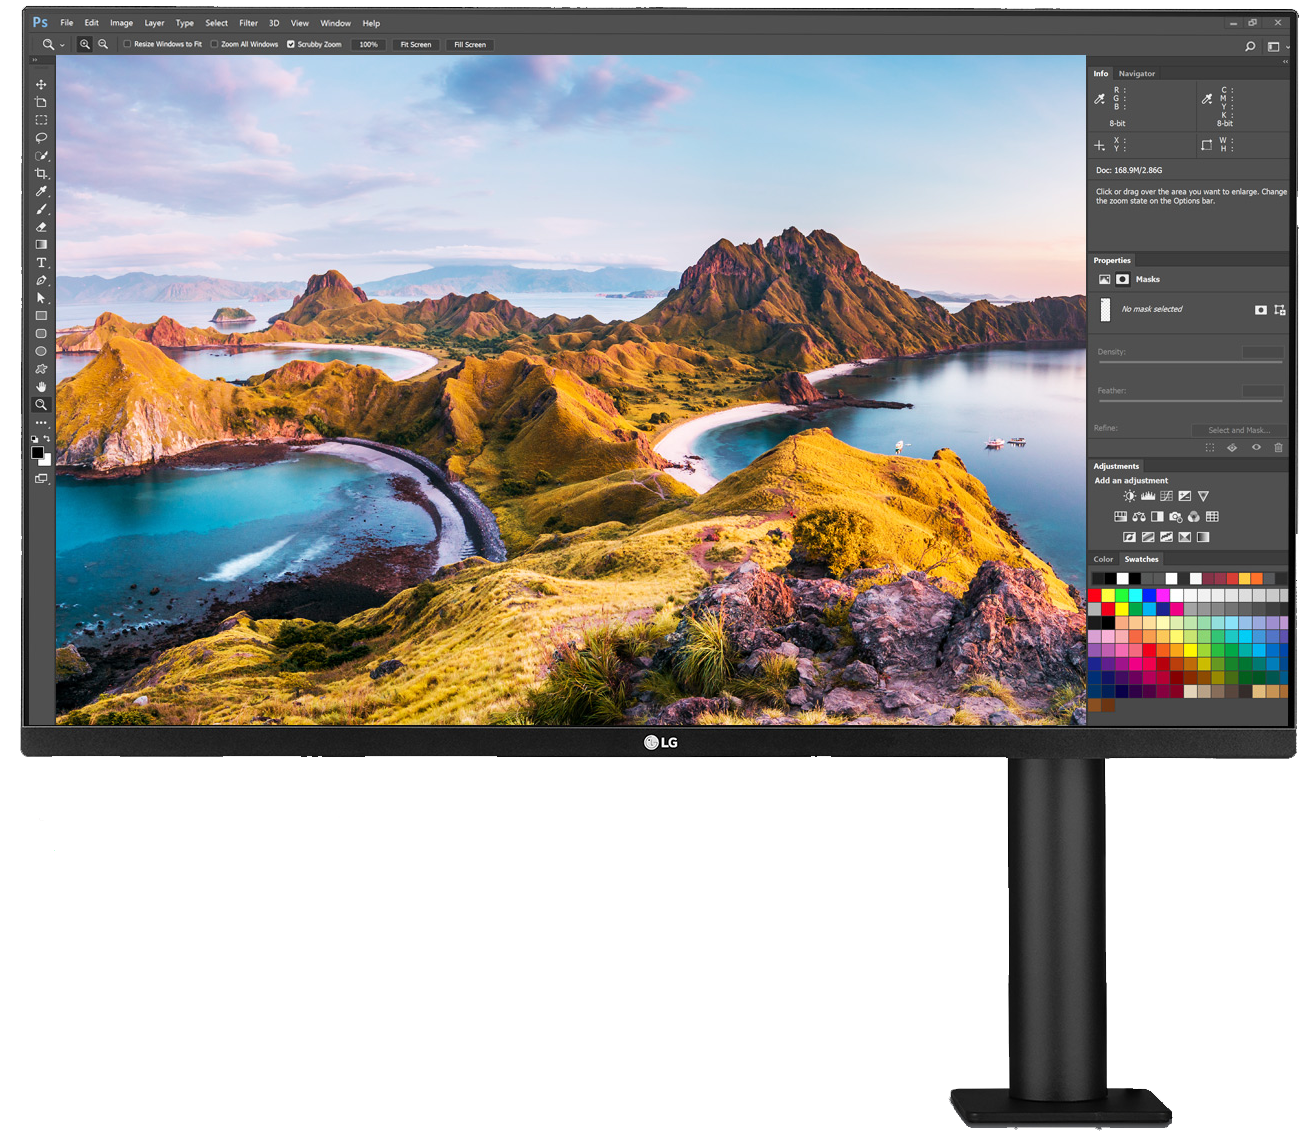 Ps File Edit Image Layer Type Select Filter 3D View Window Help
Resize Windows to Fit Zoom All Windows Scrubby Zoom 100% Fit Screen Fill Screen
Info Navigator
R : C :
G : M :
B : Y :
K :
8-bit 8-bit
X : W :
Y : H :
Doc: 168.9M/2.86G
Click or drag over the area you want to enlarge. Change
the zoom state on the Options bar.
Properties
Masks
No mask selected
Density:
Feather:
Refine: Select and Mask...
Adjustments
Add an adjustment
Color Swatches
LG